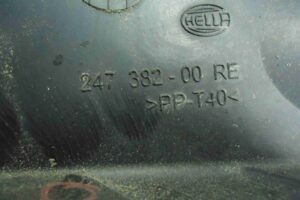 HELLA
247 382-00 RE
>PP-T40<